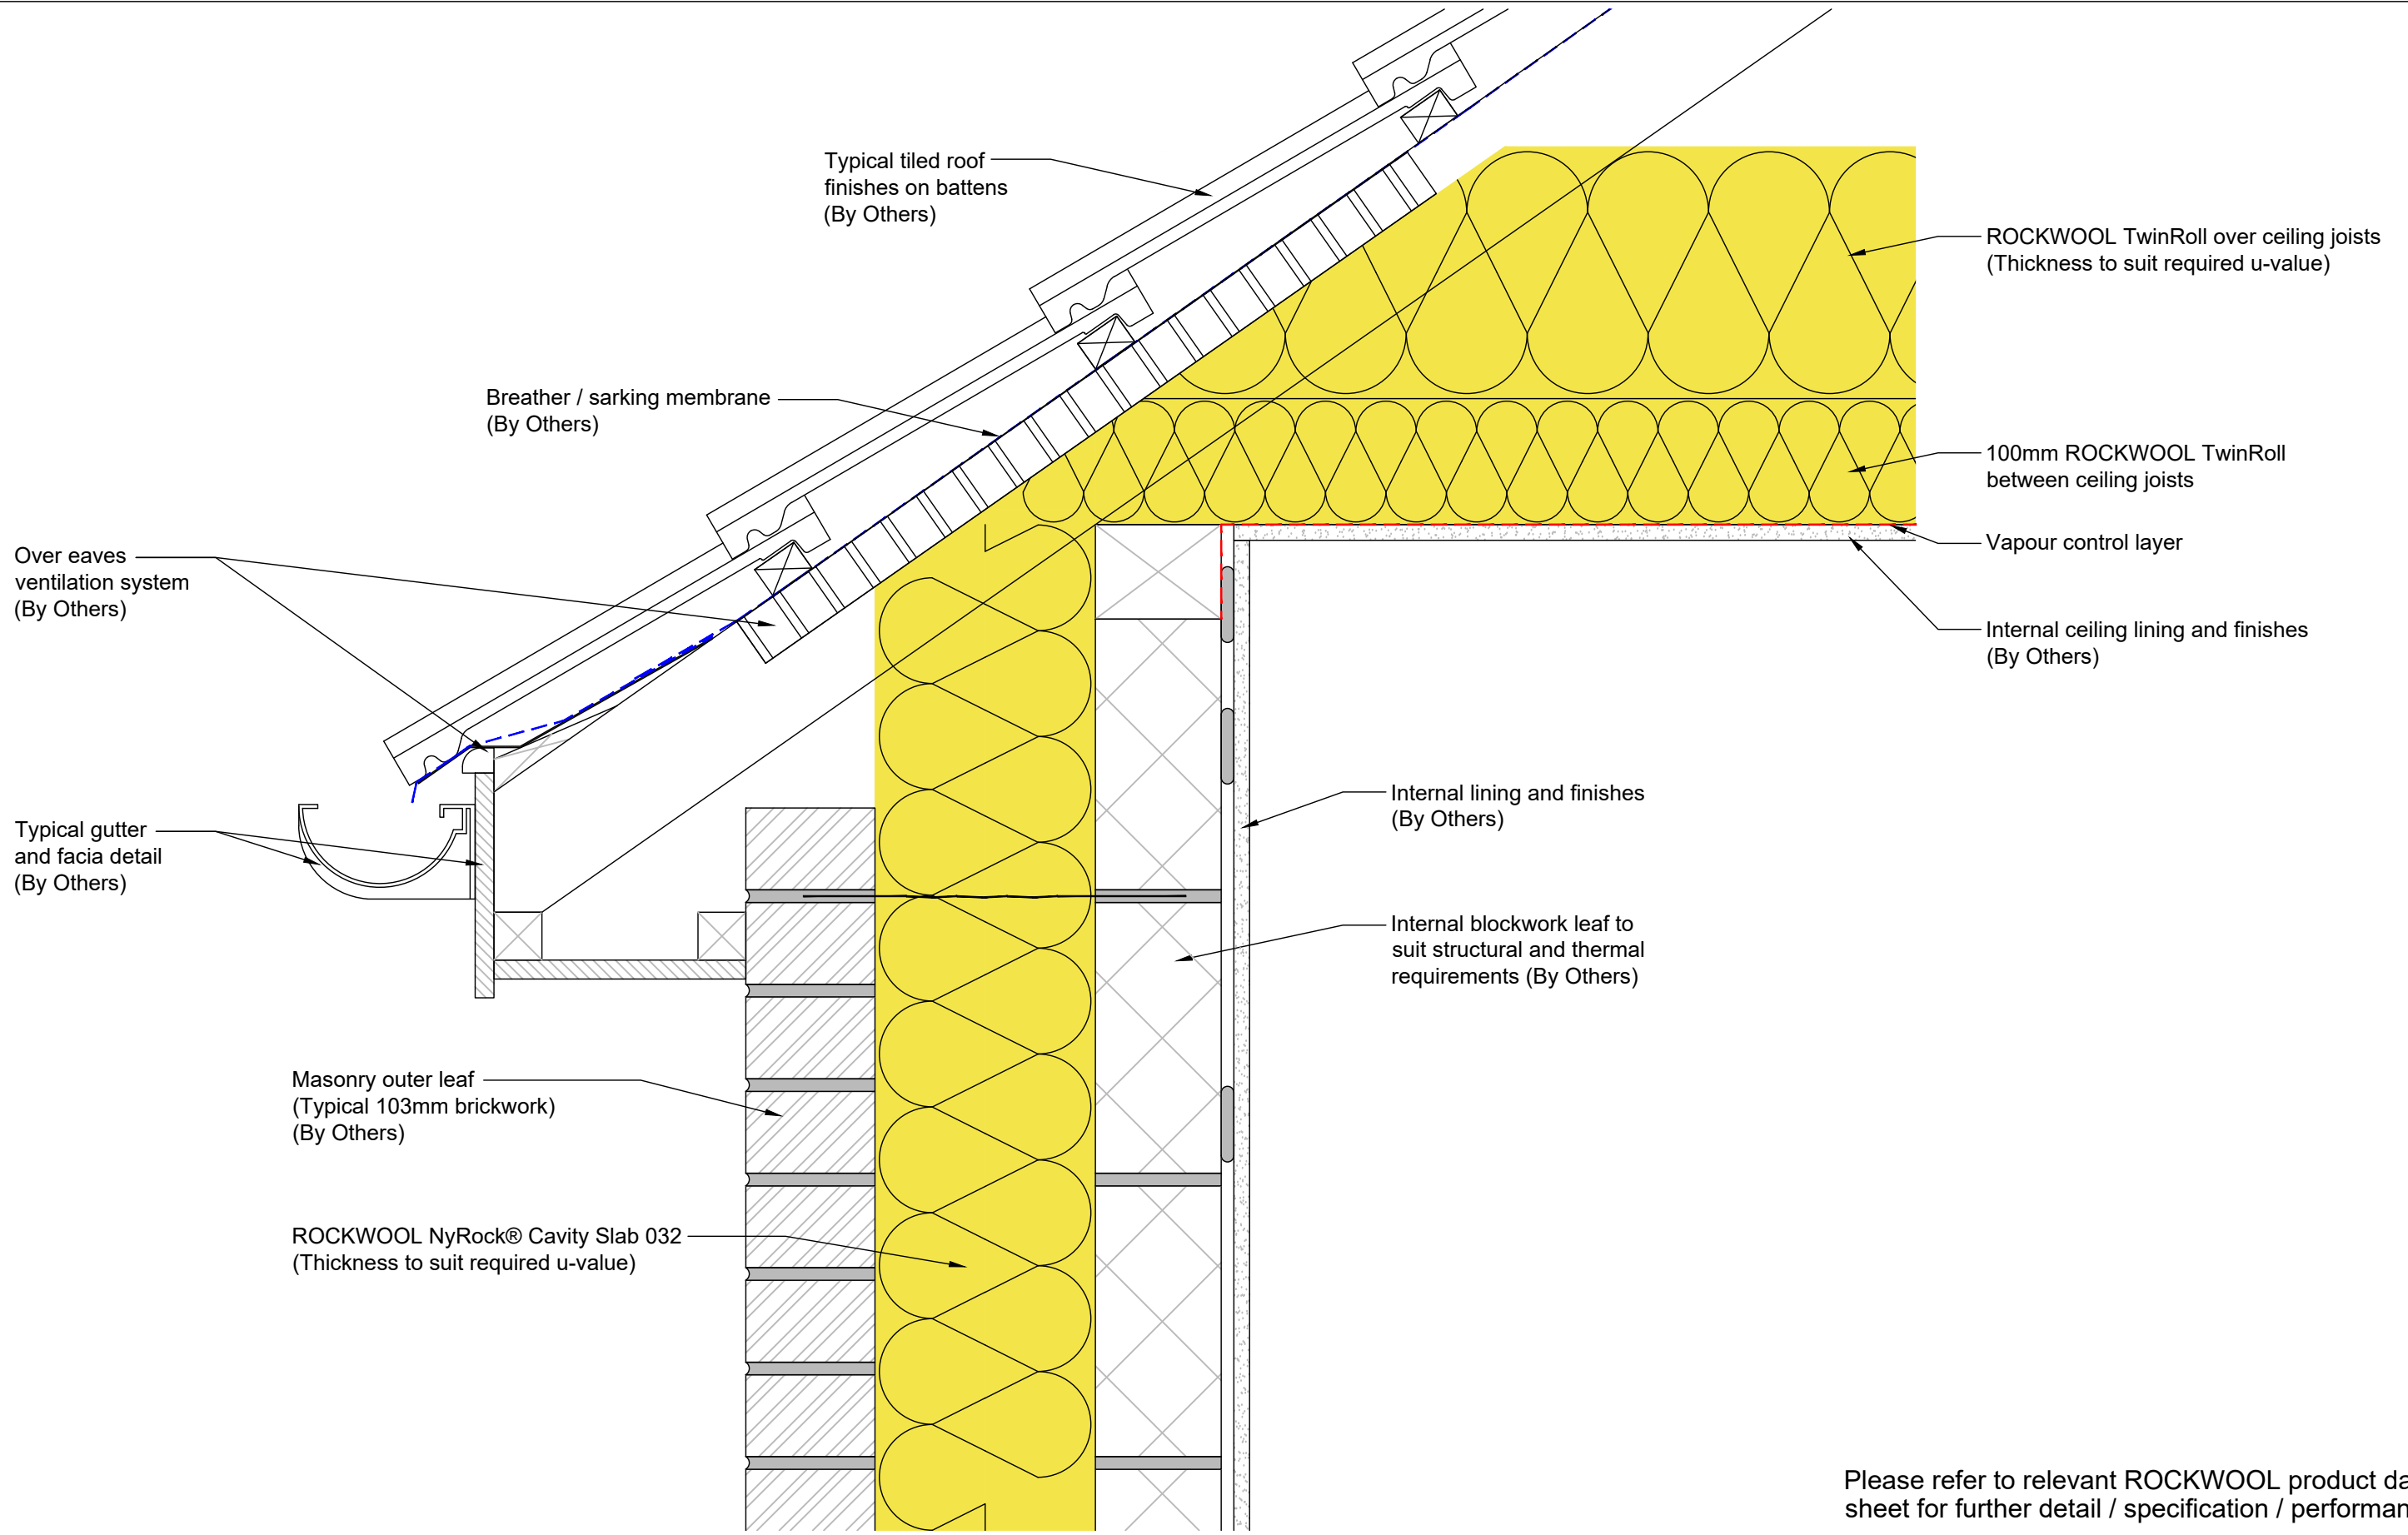 Typical tiled roof
finishes on battens
(By Others)
ROCKWOOL TwinRoll over ceiling joists
(Thickness to suit required u-value)
Breather / sarking membrane
(By Others)
100mm ROCKWOOL TwinRoll
between ceiling joists
Vapour control layer
Over eaves
ventilation system
(By Others)
Internal ceiling lining and finishes
(By Others)
Internal lining and finishes
(By Others)
Typical gutter
and facia detail
(By Others)
Internal blockwork leaf to
suit structural and thermal
requirements (By Others)
Masonry outer leaf
(Typical 103mm brickwork)
(By Others)
ROCKWOOL NyRock® Cavity Slab 032
(Thickness to suit required u-value)
Please refer to relevant ROCKWOOL product
sheet for further detail / specification /